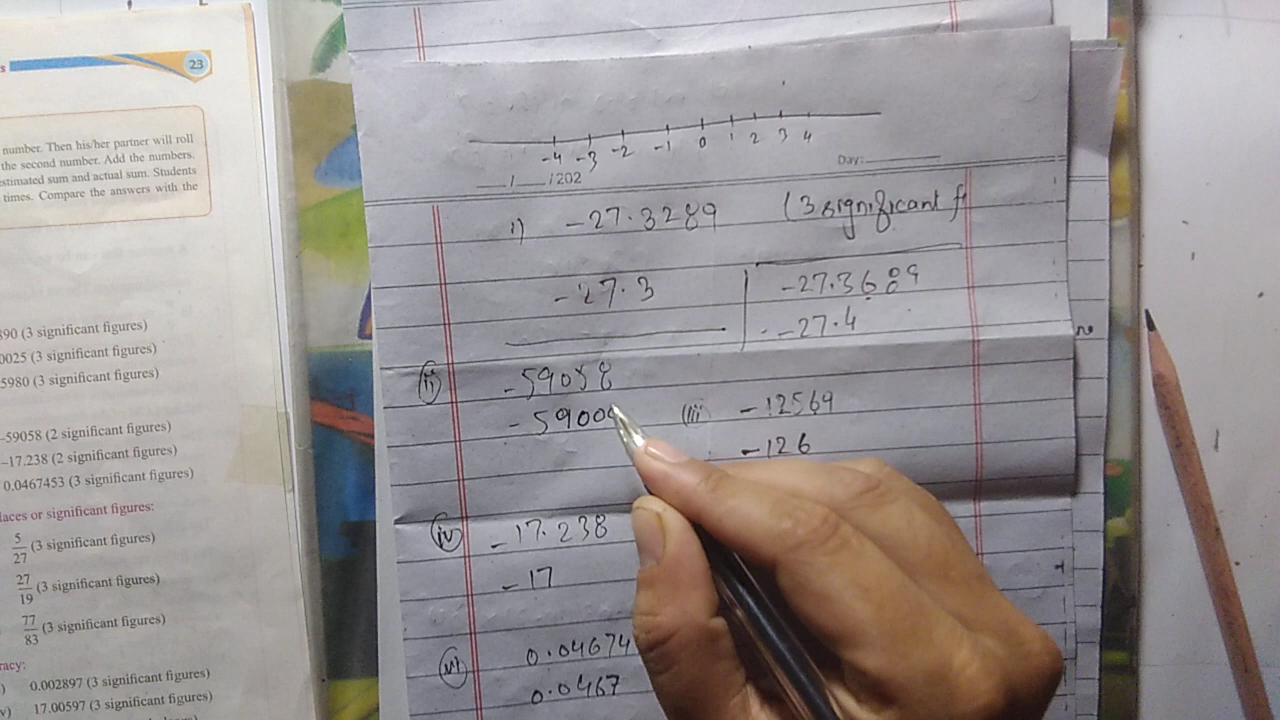 23
number. Then his/her partner will roll
the second number. Add the numbers.
estimated sum and actual sum. Students
times. Compare the answers with the
890 (3 significant figures)
0025 (3 significant figures)
5980 (3 significant figures)
-59058 (2 significant figures)
-17.238 (2 significant figures)
0.0467453 (3 significant figures)
laces or significant figures:
5/27 (3 significant figures)
27/19 (3 significant figures)
77/83 (3 significant figures)
racy:
0.002897 (3 significant figures)
v) 17.00597 (3 significant figures)
-4 -3 -2 -1 0 1 2 3 4
Day:
__/__/202
i) -27.3289 (3 significant f
-27.3
-27.3689
-27.4
(ii) -59058
-5900
(iii) -12569
-126
(iv) -17.238
-17
(vi) 0.04674
0.0467